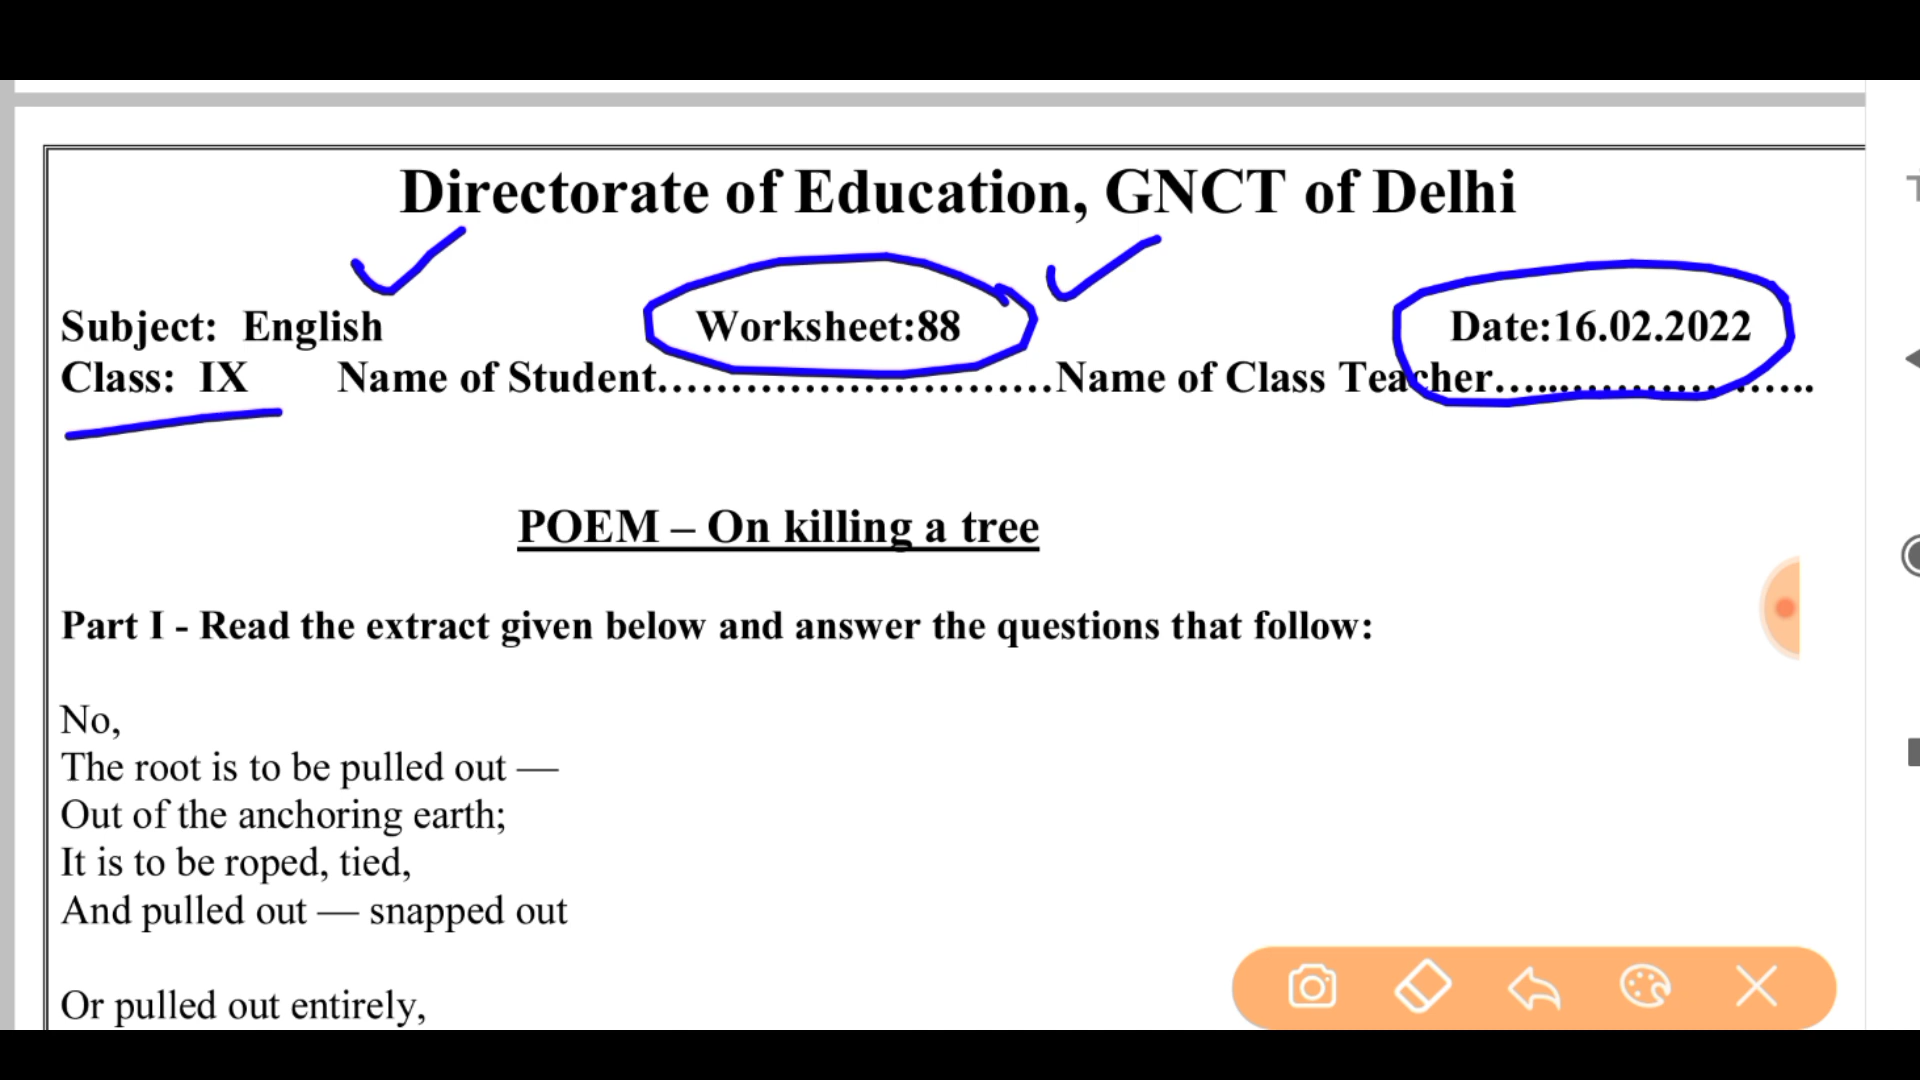 Directorate of Education, GNCT of Delhi
Subject: English Worksheet:88 Date:16.02.2022
Class: IX Name of Student...........................Name of Class Teacher......................
POEM – On killing a tree
Part I - Read the extract given below and answer the questions that follow:
No,
The root is to be pulled out —
Out of the anchoring earth;
It is to be roped, tied,
And pulled out — snapped out
Or pulled out entirely,